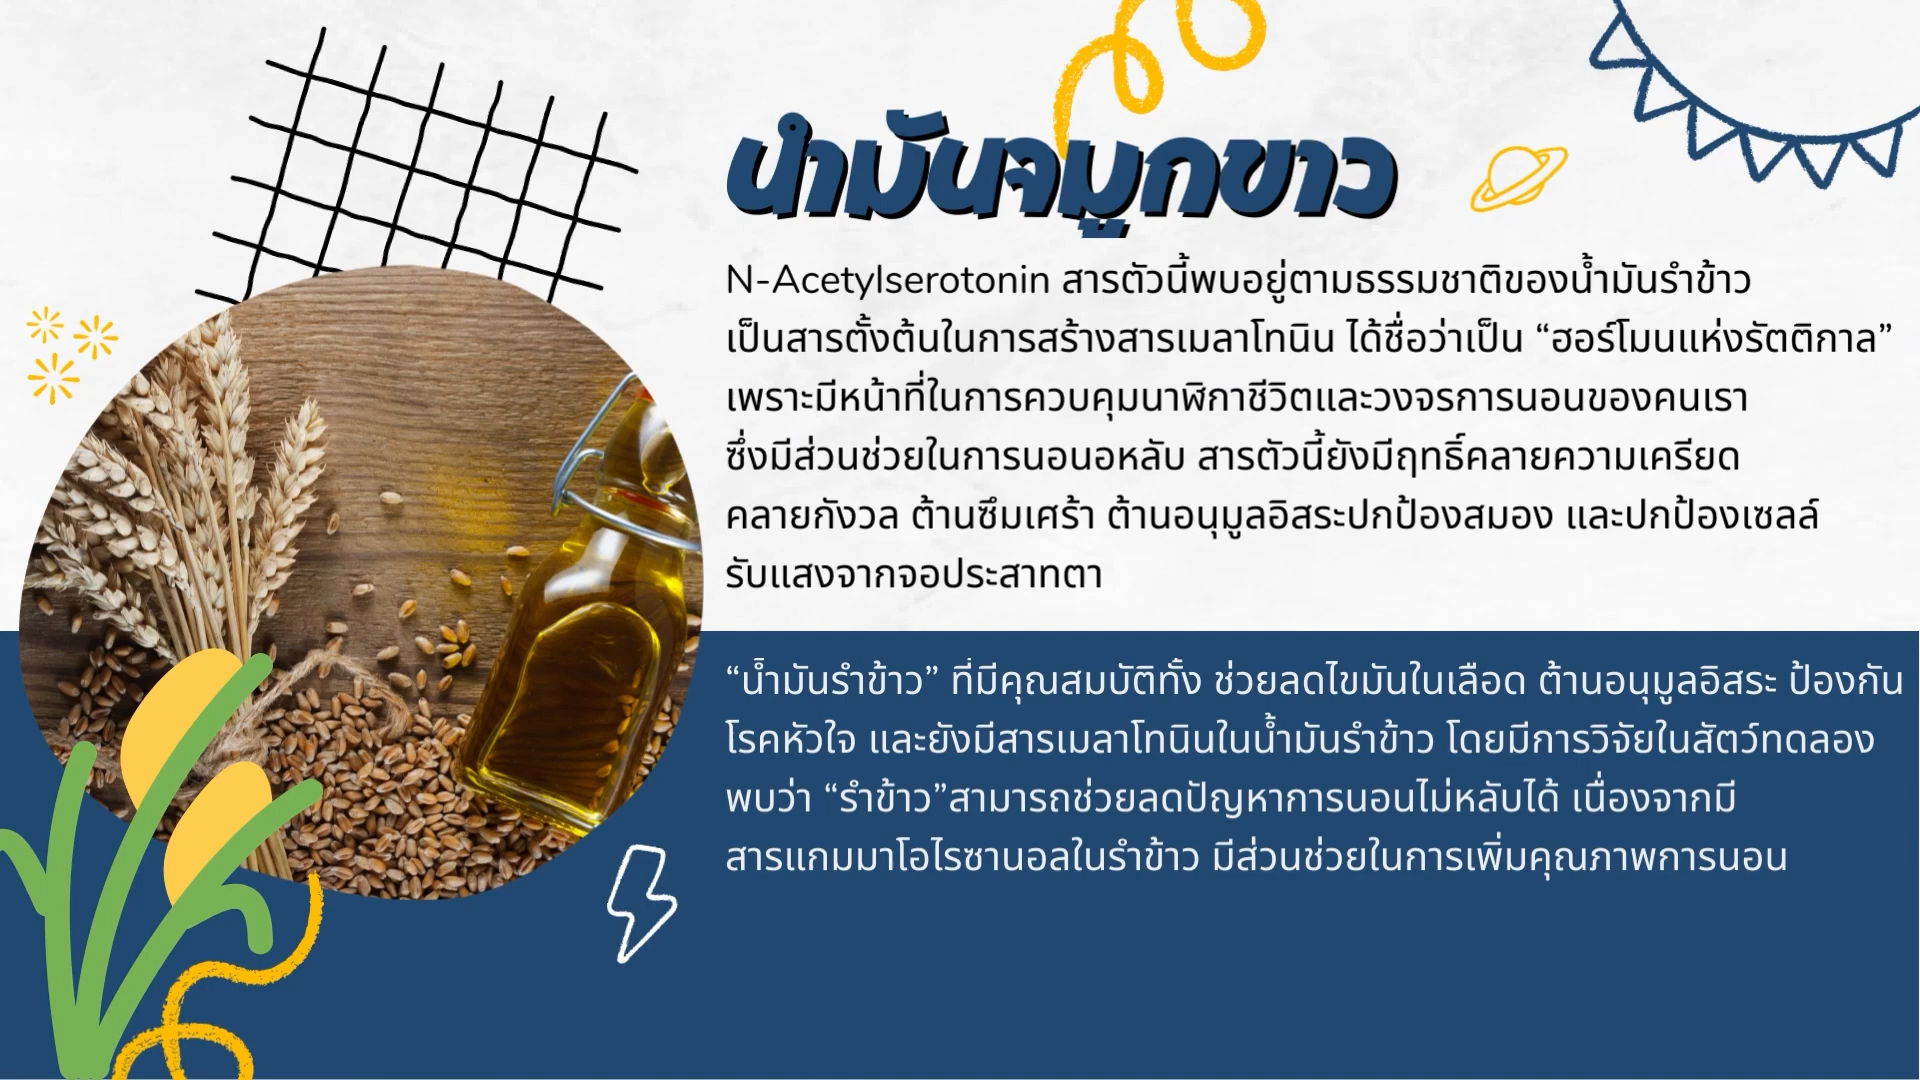 นำมันจมูกขาว
N-Acetylserotonin สารตัวนี้พบอยู่ตามธรรมชาติของน้ำมันรำข้าว
เป็นสารตั้งต้นในการสร้างสารเมลาโทนิน ได้ชื่อว่าเป็น “ฮอร์โมนแห่งรัตติกาล”
เพราะมีหน้าที่ในการควบคุมนาฬิกาชีวิตและวงจรการนอนของคนเรา
ซึ่งมีส่วนช่วยในการนอนอหลับ สารตัวนี้ยังมีฤทธิ์คลายความเครียด
คลายกังวล ต้านซึมเศร้า ต้านอนุมูลอิสระปกป้องสมอง และปกป้องเซลล์
รับแสงจากจอประสาทตา
“น้ำมันรำข้าว” ที่มีคุณสมบัติทั้ง ช่วยลดไขมันในเลือด ต้านอนุมูลอิสระ ป้องกัน
โรคหัวใจ และยังมีสารเมลาโทนินในน้ำมันรำข้าว โดยมีการวิจัยในสัตว์ทดลอง
พบว่า “รำข้าว”สามารถช่วยลดปัญหาการนอนไม่หลับได้ เนื่องจากมี
สารแกมมาโอไรซานอลในรำข้าว มีส่วนช่วยในการเพิ่มคุณภาพการนอน